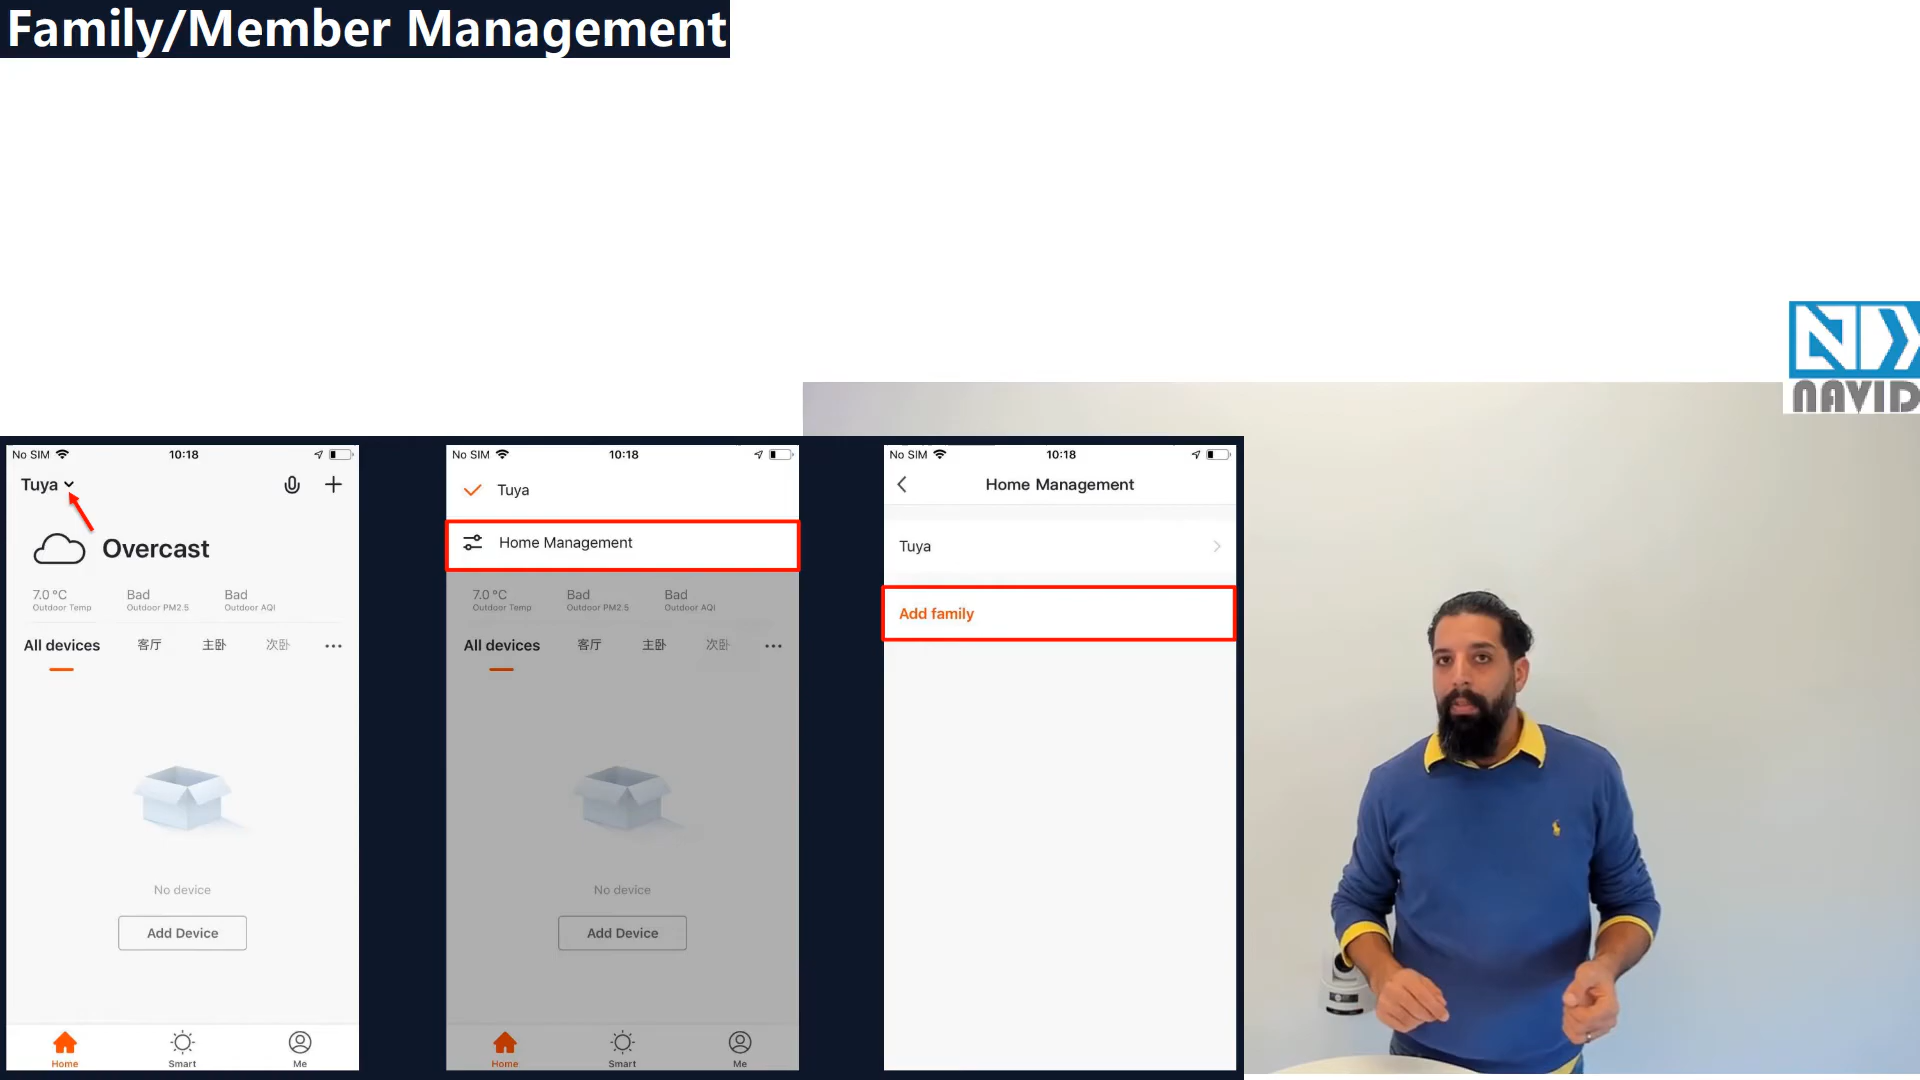 Family/Member Management
NAVID
No SIM 10:18
Tuya
Overcast
7.0 °C Bad Bad
Outdoor Temp Outdoor PM2.5 Outdoor AQI
All devices 客厅 主卧 次卧
No device
Add Device
Home Smart Me
No SIM 10:18
Tuya
Home Management
7.0 °C Bad Bad
Outdoor Temp Outdoor PM2.5 Outdoor AQI
All devices 客厅 主卧 次卧
No device
Add Device
Home Smart Me
No SIM 10:18
Home Management
Tuya
Add family